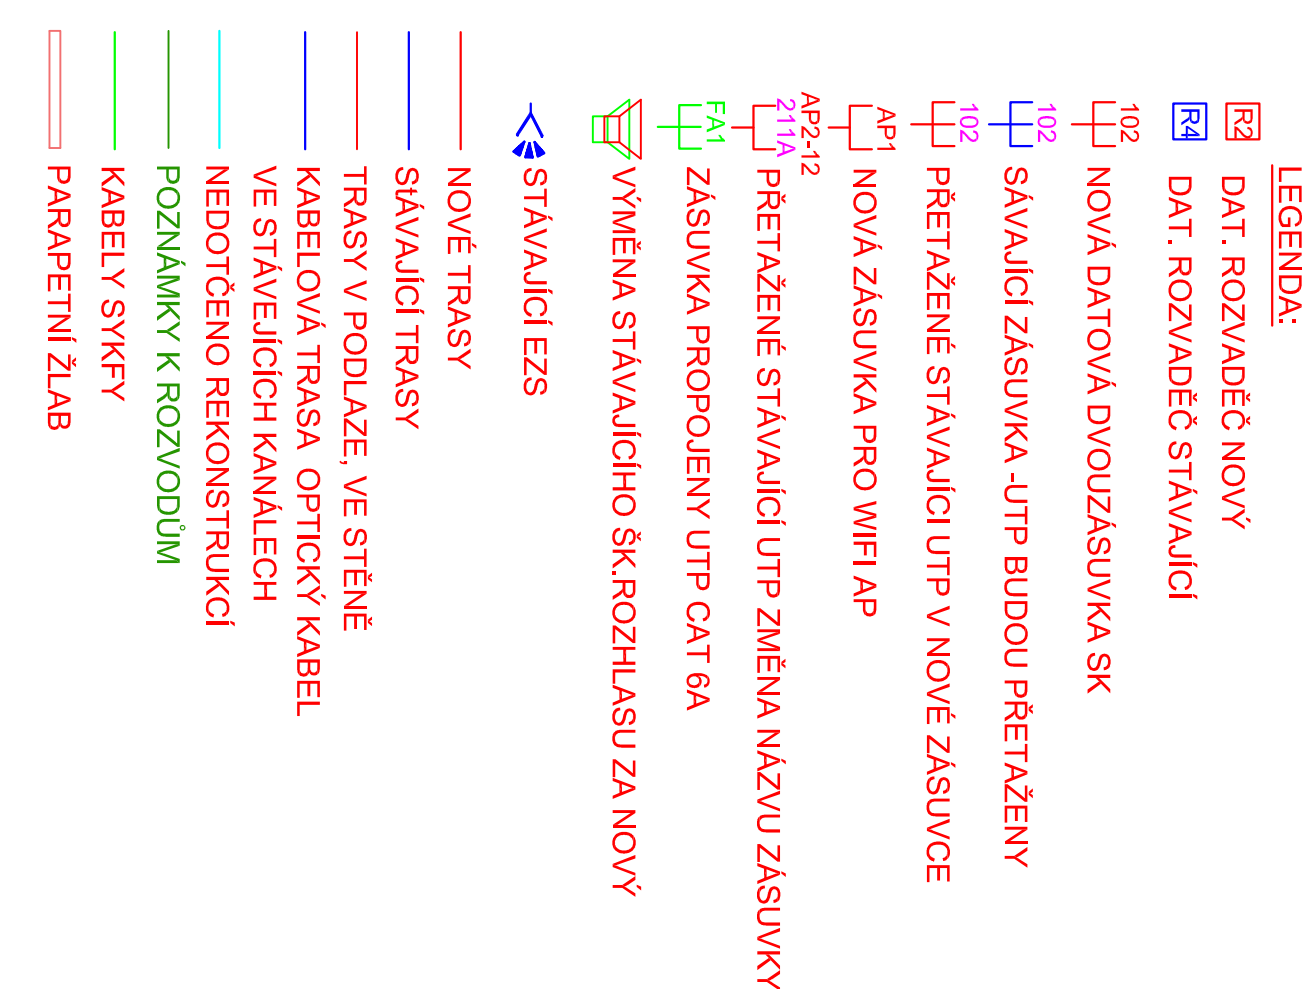 LEGENDA:
R2 DAT. ROZVADĚČ NOVÝ
R4 DAT. ROZVADĚČ STÁVAJÍCÍ
102 NOVÁ DATOVÁ DVOUZÁSUVKA SK
102 SÁVAJÍCÍ ZÁSUVKA -UTP BUDOU PŘETAŽENY
102 PŘETAŽENÉ STÁVAJÍCI UTP V NOVÉ ZÁSUVCE
AP1 NOVÁ ZÁSUVKA PRO WIFI AP
AP2-12
211A PŘETAŽENÉ STÁVAJÍCÍ UTP ZMĚNA NÁZVU ZÁSUVKY
FA1 ZÁSUVKA PROPOJENY UTP CAT 6A
VÝMĚNA STÁVAJÍCÍHO ŠK.ROZHLASU ZA NOVÝ
STÁVAJÍCÍ EZS
NOVÉ TRASY
StÁVAJÍCÍ TRASY
TRASY V PODLAZE, VE STĚNĚ
KABELOVÁ TRASA OPTICKÝ KABEL
VE STÁVEJÍCÍCH KANÁLECH
NEDOTČENO REKONSTRUKCÍ
POZNÁMKY K ROZVODŮM
KABELY SYKFY
PARAPETNÍ ŽLAB